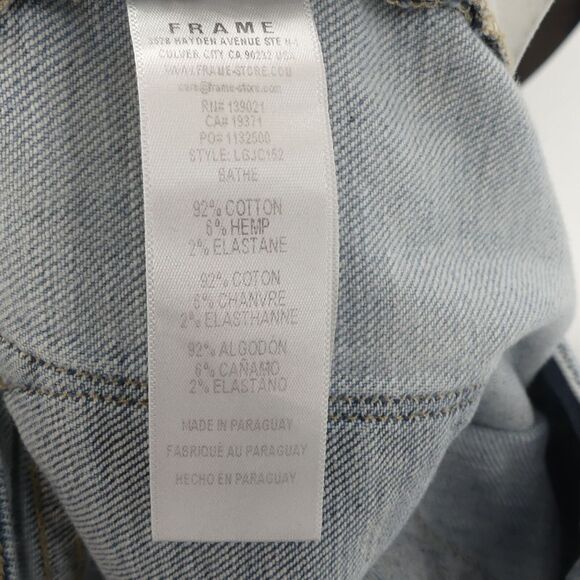 FRAME
3578 HAYDEN AVENUE STE N-1
CULVER CITY CA 90232 USA
WWW.FRAME-STORE.COM
care@frame-store.com
RN# 139021
CA# 19371
PO# 1132500
STYLE: LGJC152
BATHE
92% COTTON
6% HEMP
2% ELASTANE
92% COTON
6% CHANVRE
2% ELASTHANNE
92% ALGODON
6% CAÑAMO
2% ELASTANO
MADE IN PARAGUAY
FABRIQUÉ AU PARAGUAY
HECHO EN PARAGUAY